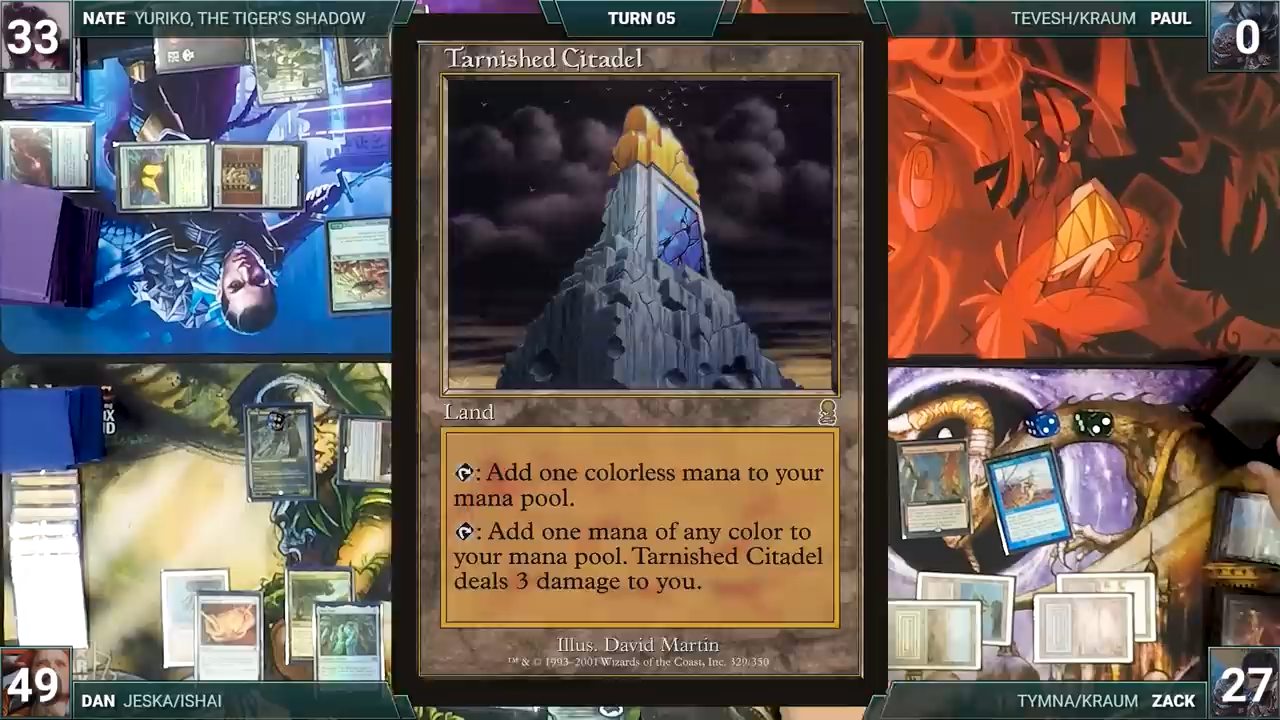 33
NATE YURIKO, THE TIGER'S SHADOW
TURN 05
TEVESH/KRAUM PAUL
0
Tarnished Citadel
Land
: Add one colorless mana to your
mana pool.
: Add one mana of any color to
your mana pool. Tarnished Citadel
deals 3 damage to you.
Illus. David Martin
™ & © 1993-2001 Wizards of the Coast, Inc. 329/350
49
DAN JESKA/ISHAI
TYMNA/KRAUM ZACK
27